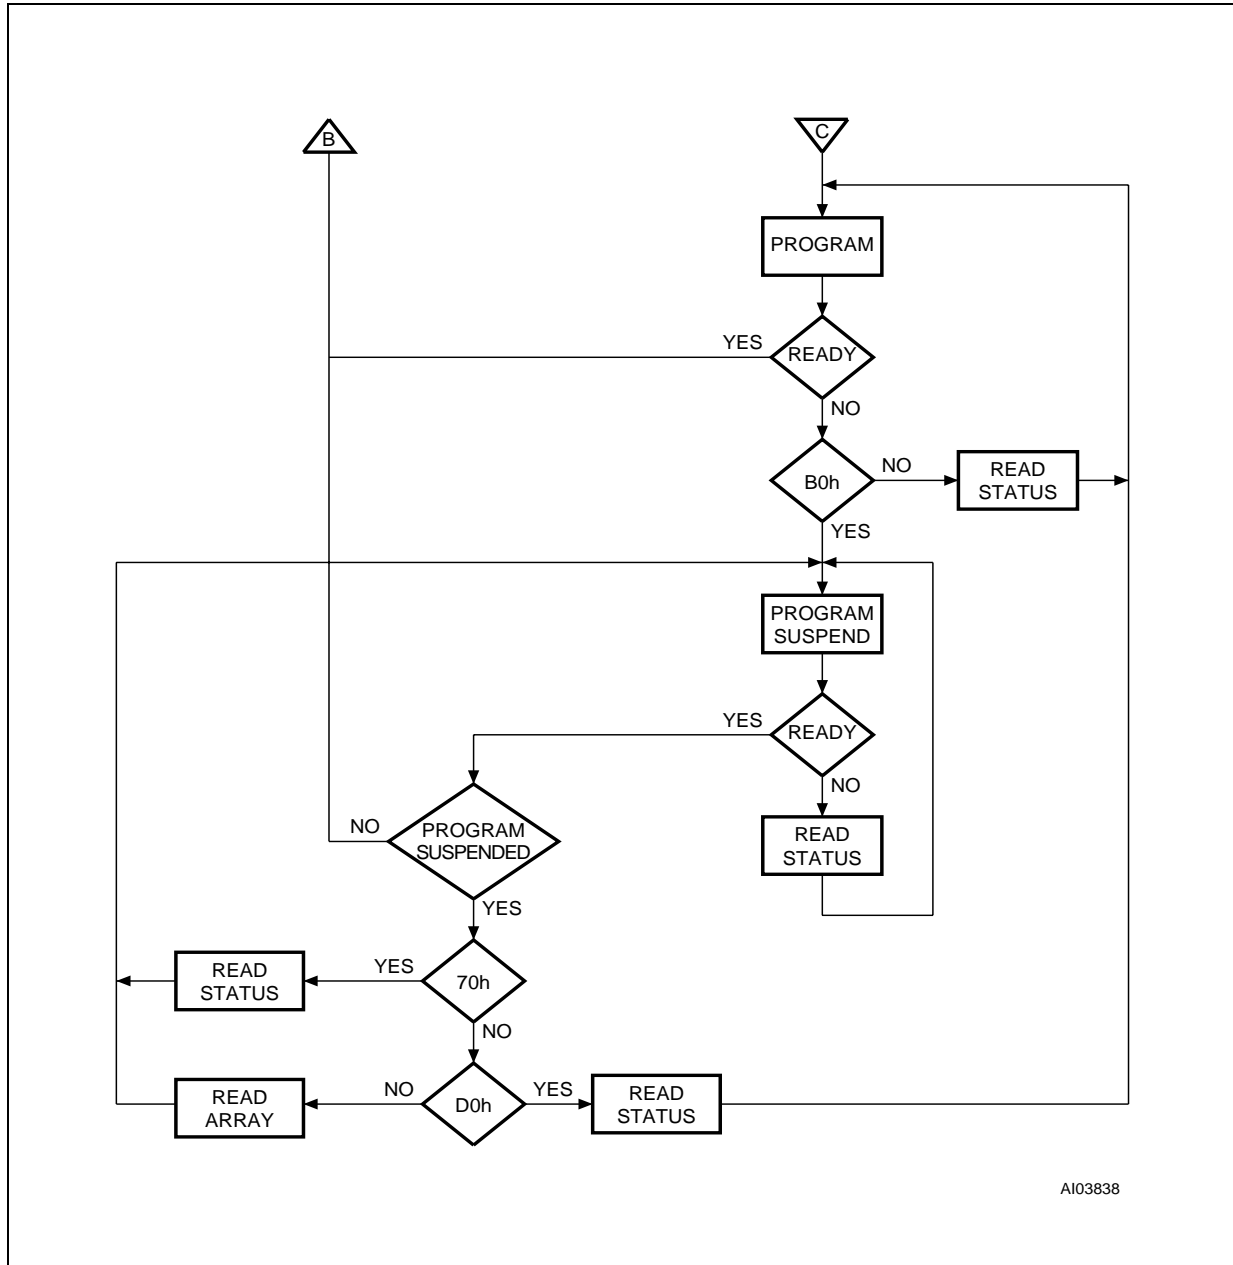 B
C
PROGRAM
YES
READY
NO
B0h
NO
READ
STATUS
YES
PROGRAM
SUSPEND
YES
READY
NO
NO
PROGRAM
SUSPENDED
READ
STATUS
YES
READ
STATUS
YES
70h
NO
READ
ARRAY
NO
D0h
YES
READ
STATUS
AI03838